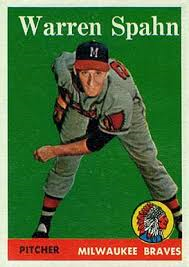 Warren Spahn
M
PITCHER
MILWAUKEE BRAVES